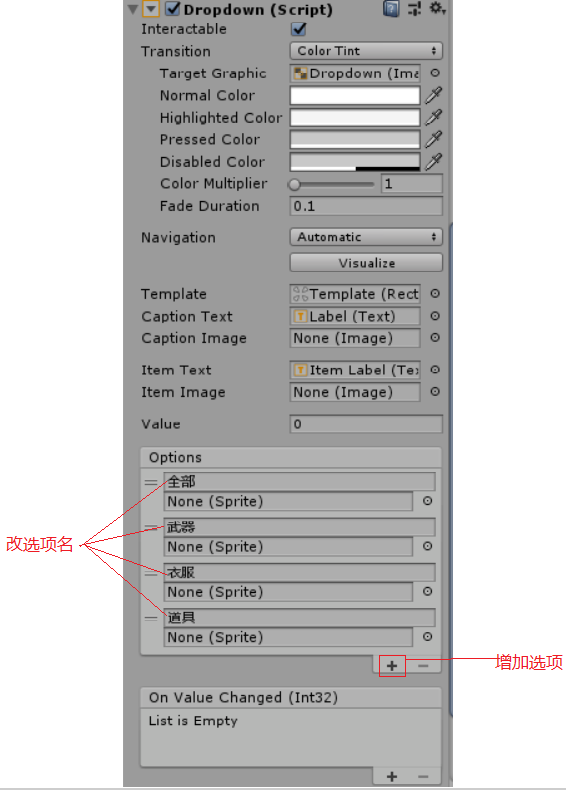 Dropdown (Script)
Interactable
Transition Color Tint
Target Graphic Dropdown (Ima
Normal Color
Highlighted Color
Pressed Color
Disabled Color
Color Multiplier 1
Fade Duration 0.1
Navigation Automatic
Visualize
Template Template (Rect
Caption Text Label (Text)
Caption Image None (Image)
Item Text Item Label (Te
Item Image None (Image)
Value 0
Options
全部
None (Sprite)
武器
None (Sprite)
改选项名
衣服
None (Sprite)
道具
None (Sprite)
增加选项
On Value Changed (Int32)
List is Empty